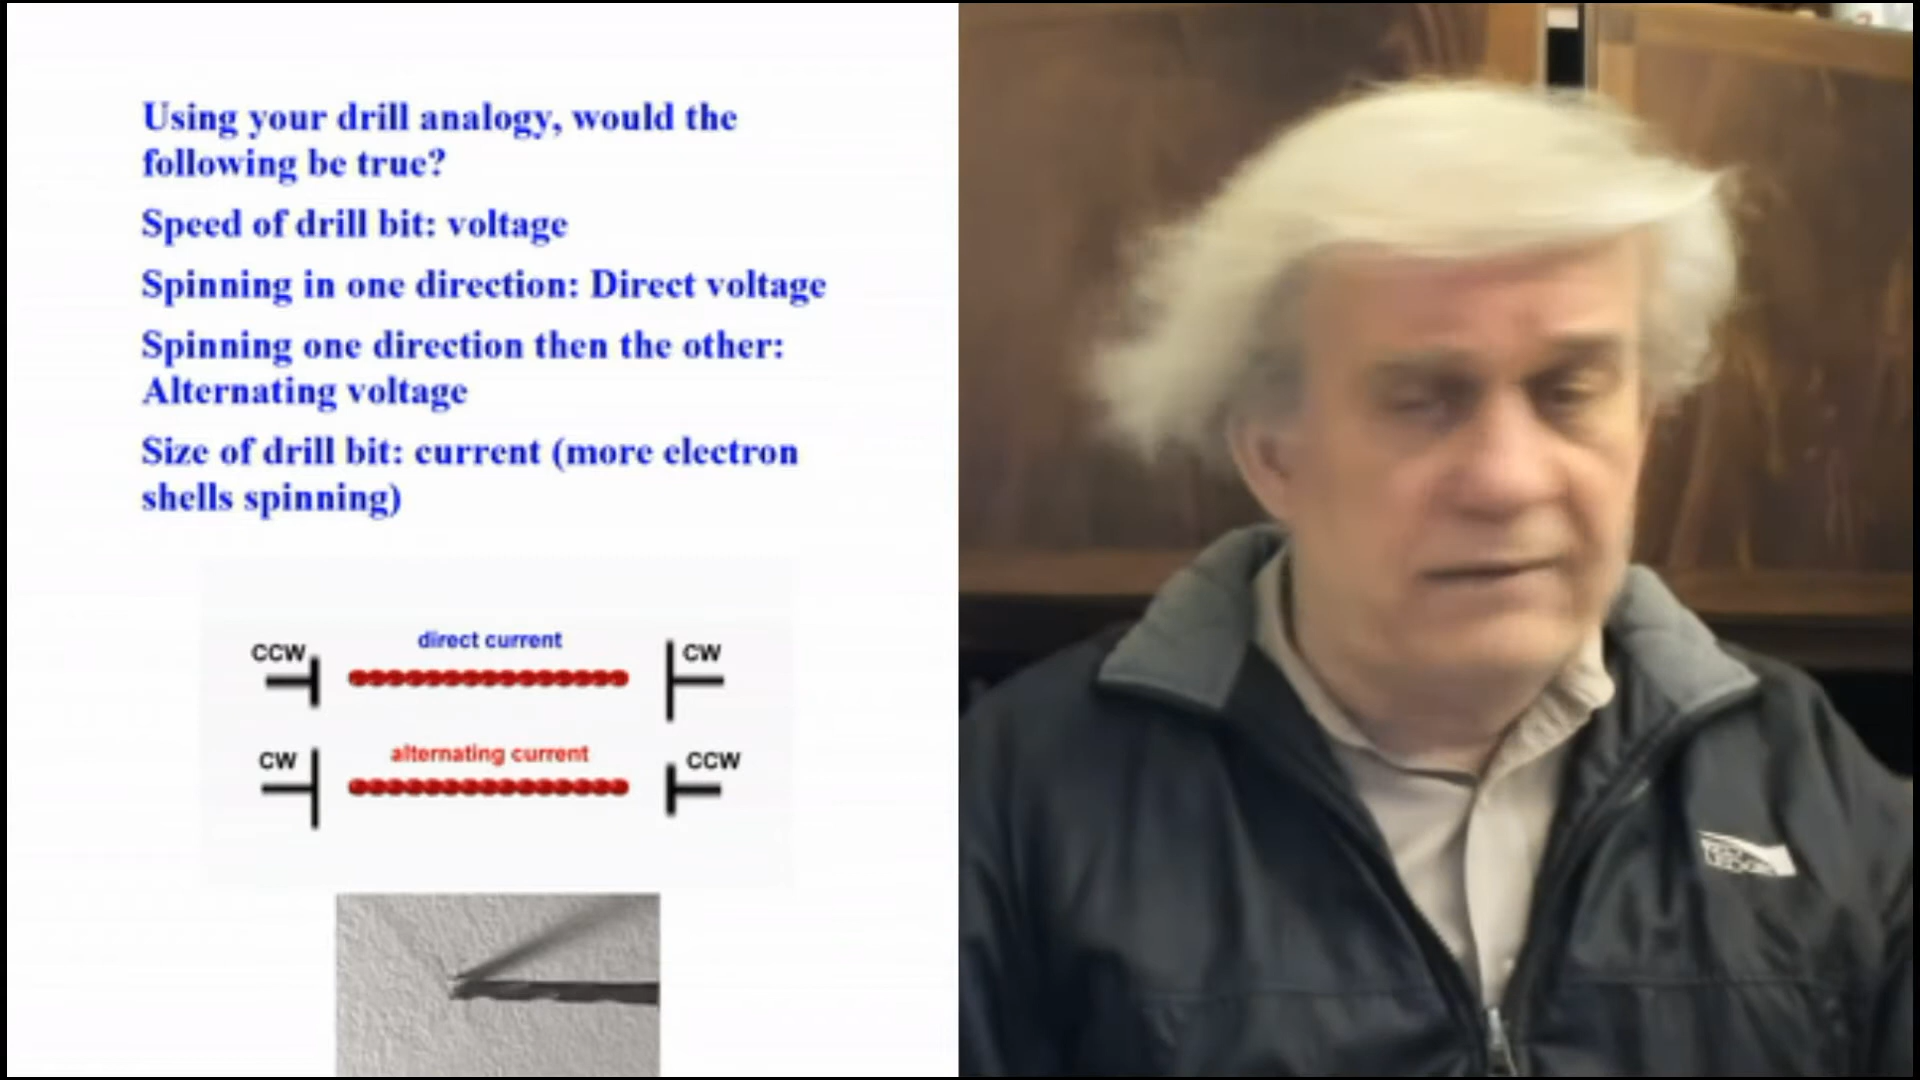 Using your drill analogy, would the
following be true?
Speed of drill bit: voltage
Spinning in one direction: Direct voltage
Spinning one direction then the other:
Alternating voltage
Size of drill bit: current (more electron
shells spinning)
CCW direct current CW
CW alternating current CCW